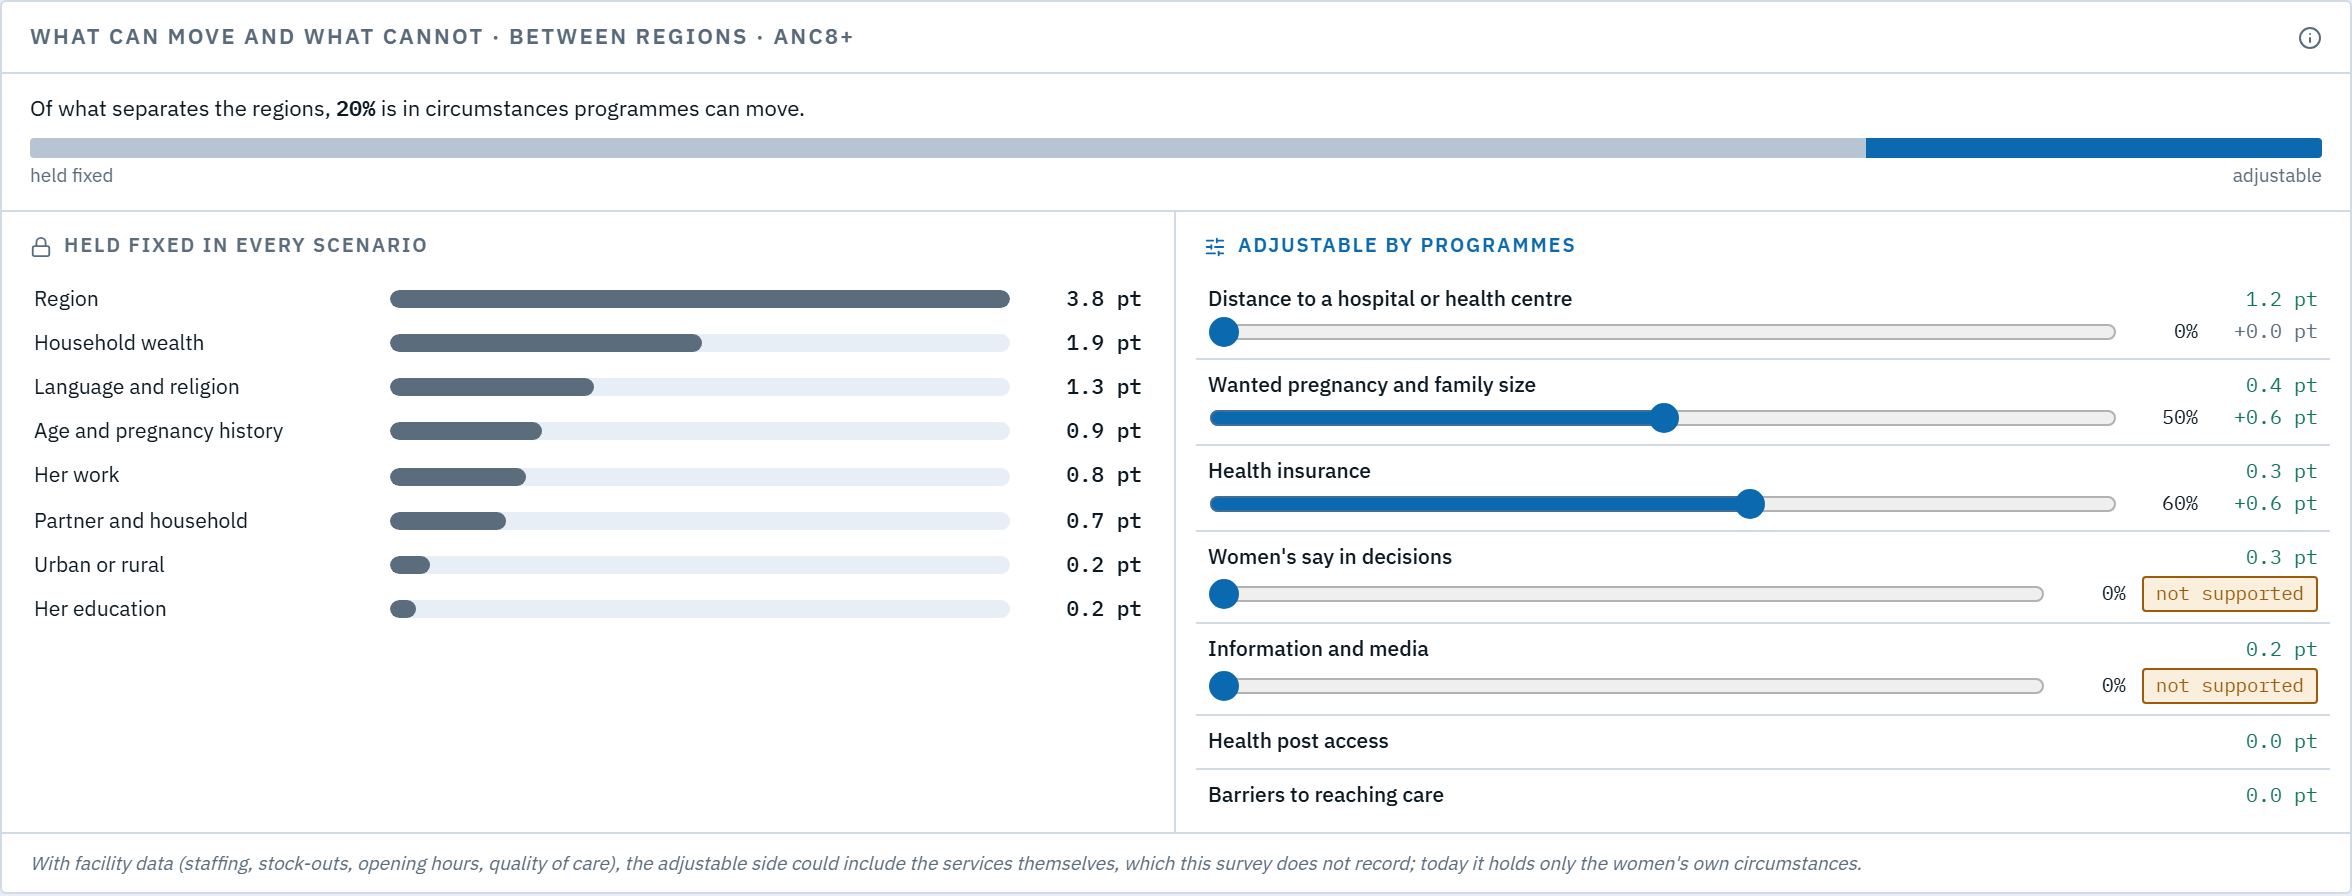 WHAT CAN MOVE AND WHAT CANNOT · BETWEEN REGIONS · ANC8+
Of what separates the regions, 20% is in circumstances programmes can move.
held fixed
adjustable
HELD FIXED IN EVERY SCENARIO
Region 3.8 pt
Household wealth 1.9 pt
Language and religion 1.3 pt
Age and pregnancy history 0.9 pt
Her work 0.8 pt
Partner and household 0.7 pt
Urban or rural 0.2 pt
Her education 0.2 pt
ADJUSTABLE BY PROGRAMMES
Distance to a hospital or health centre 1.2 pt
0% +0.0 pt
Wanted pregnancy and family size 0.4 pt
50% +0.6 pt
Health insurance 0.3 pt
60% +0.6 pt
Women's say in decisions 0.3 pt
0% not supported
Information and media 0.2 pt
0% not supported
Health post access 0.0 pt
Barriers to reaching care 0.0 pt
With facility data (staffing, stock-outs, opening hours, quality of care), the adjustable side could include the services themselves, which this survey does not record; today it holds only the women's own circumstances.